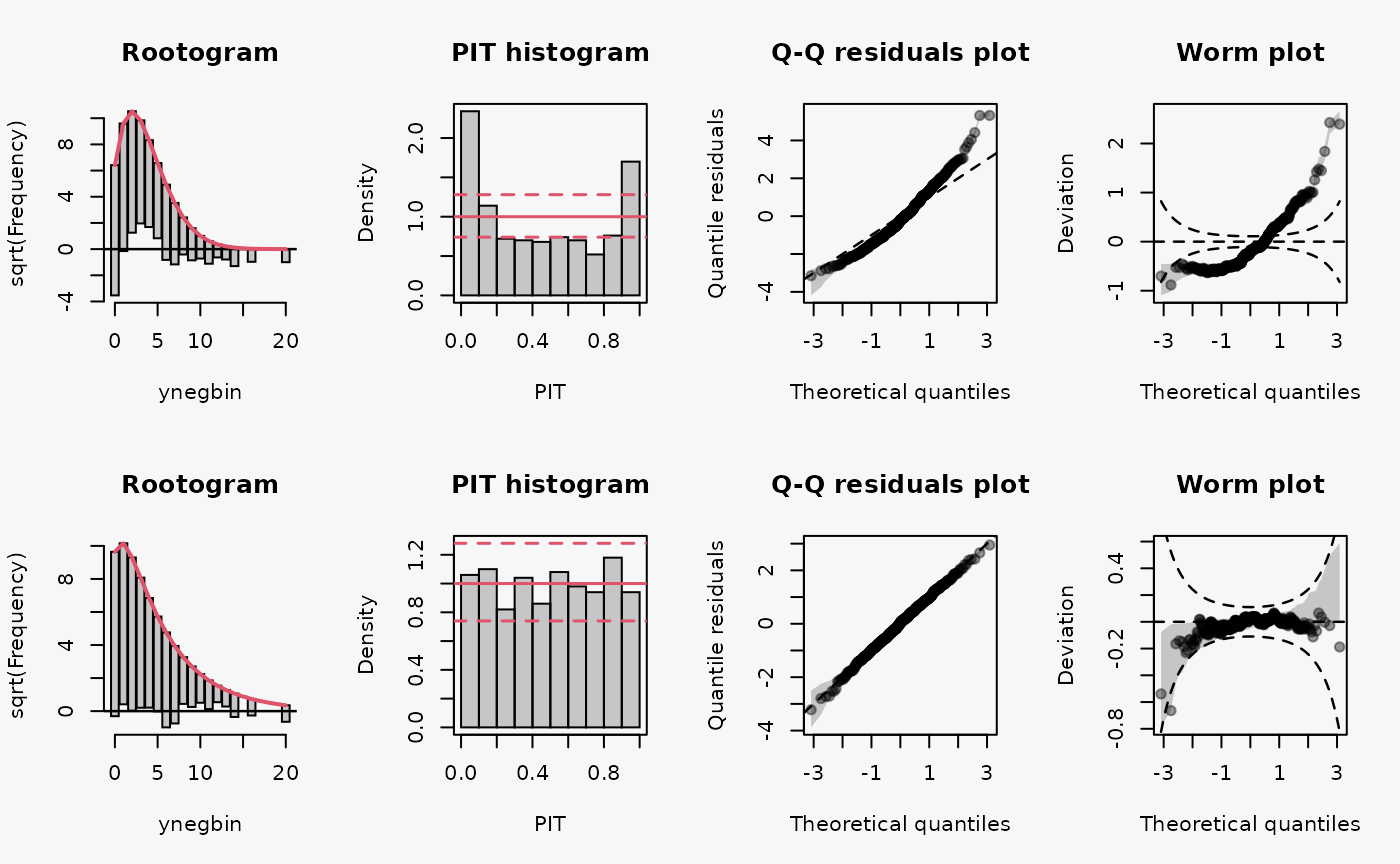 Rootogram
PIT histogram
Q-Q residuals plot
Worm plot
sqrt(Frequency)
8
4
0
-4
0 5 10 20
ynegbin
Density
2.0
1.0
0.0
0.0 0.4 0.8
PIT
Quantile residuals
4
2
0
-4
-3 -1 1 3
Theoretical quantiles
Deviation
2
1
0
-1
-3 -1 1 3
Theoretical quantiles
Rootogram
PIT histogram
Q-Q residuals plot
Worm plot
sqrt(Frequency)
8
4
0
0 5 10 20
ynegbin
Density
1.2
0.8
0.4
0.0
0.0 0.4 0.8
PIT
Quantile residuals
2
0
-2
-4
-3 -1 1 3
Theoretical quantiles
Deviation
0.4
-0.2
-0.8
-3 -1 1 3
Theoretical quantiles